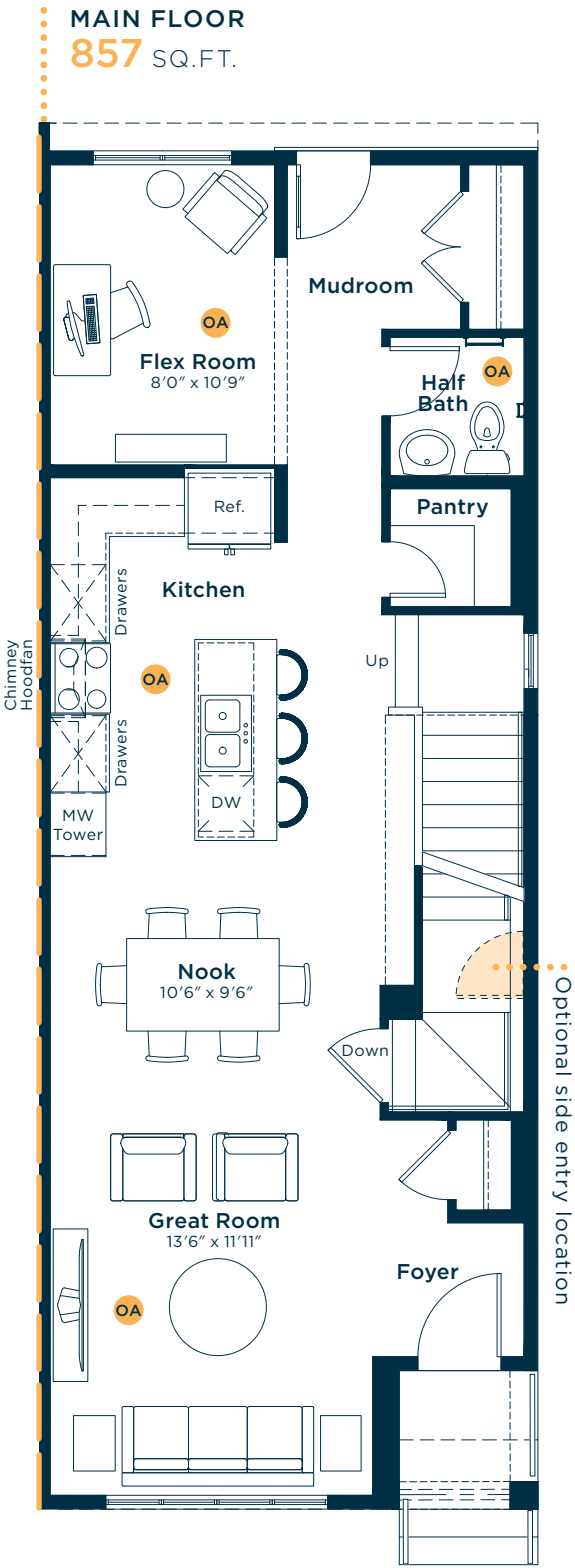 MAIN FLOOR
857 SQ.FT.
Mudroom
OA
Flex Room
8'0" x 10'9"
OA
Half
Bath
Ref.
Pantry
Kitchen
Drawers
Chimney
Hoodfan
Up
OA
Drawers
DW
MW
Tower
Nook
10'6" x 9'6"
Optional side entry location
Down
Great Room
13'6" x 11'11"
Foyer
OA